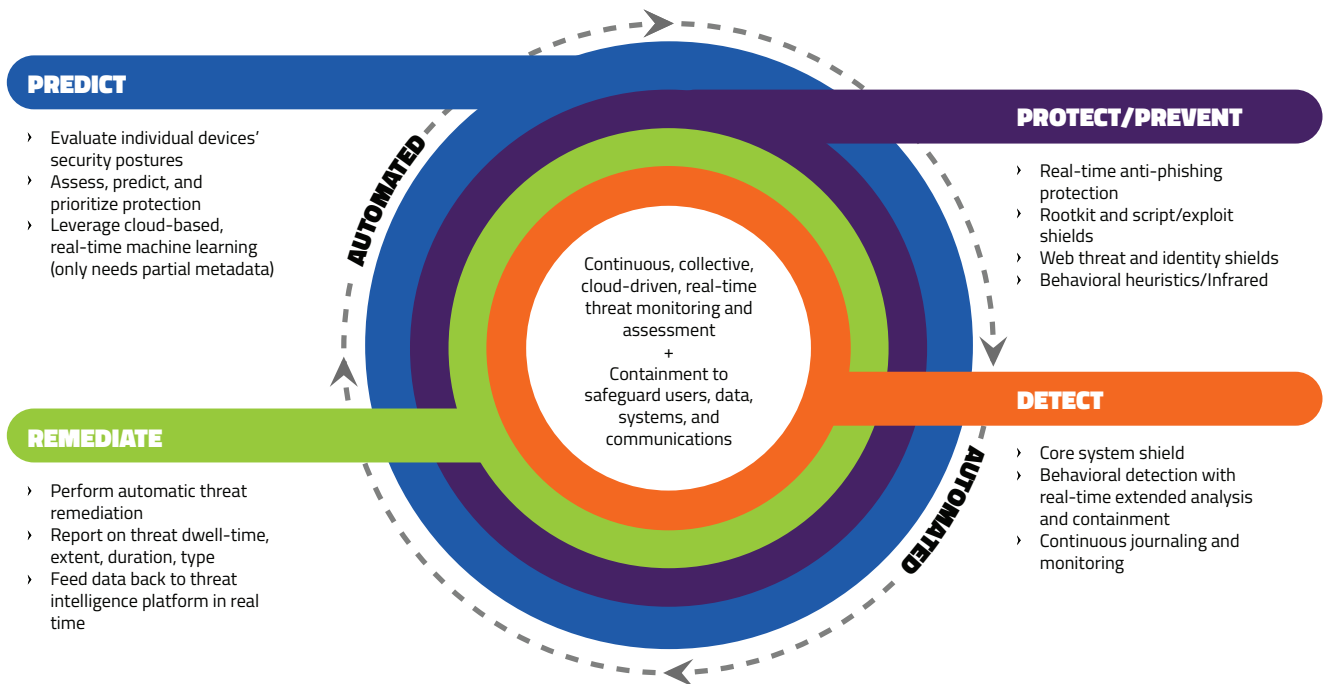 PREDICT
› Evaluate individual devices’
security postures
› Assess, predict, and
prioritize protection
› Leverage cloud-based,
real-time machine learning
(only needs partial metadata)
AUTOMATED
PROTECT/PREVENT
› Real-time anti-phishing
protection
› Rootkit and script/exploit
shields
› Web threat and identity shields
› Behavioral heuristics/Infrared
Continuous, collective,
cloud-driven, real-time
threat monitoring and
assessment
+
Containment to
safeguard users, data,
systems, and
communications
REMEDIATE
› Perform automatic threat
remediation
› Report on threat dwell-time,
extent, duration, type
› Feed data back to threat
intelligence platform in real
time
DETECT
› Core system shield
› Behavioral detection with
real-time extended analysis
and containment
› Continuous journaling and
monitoring
AUTOMATED